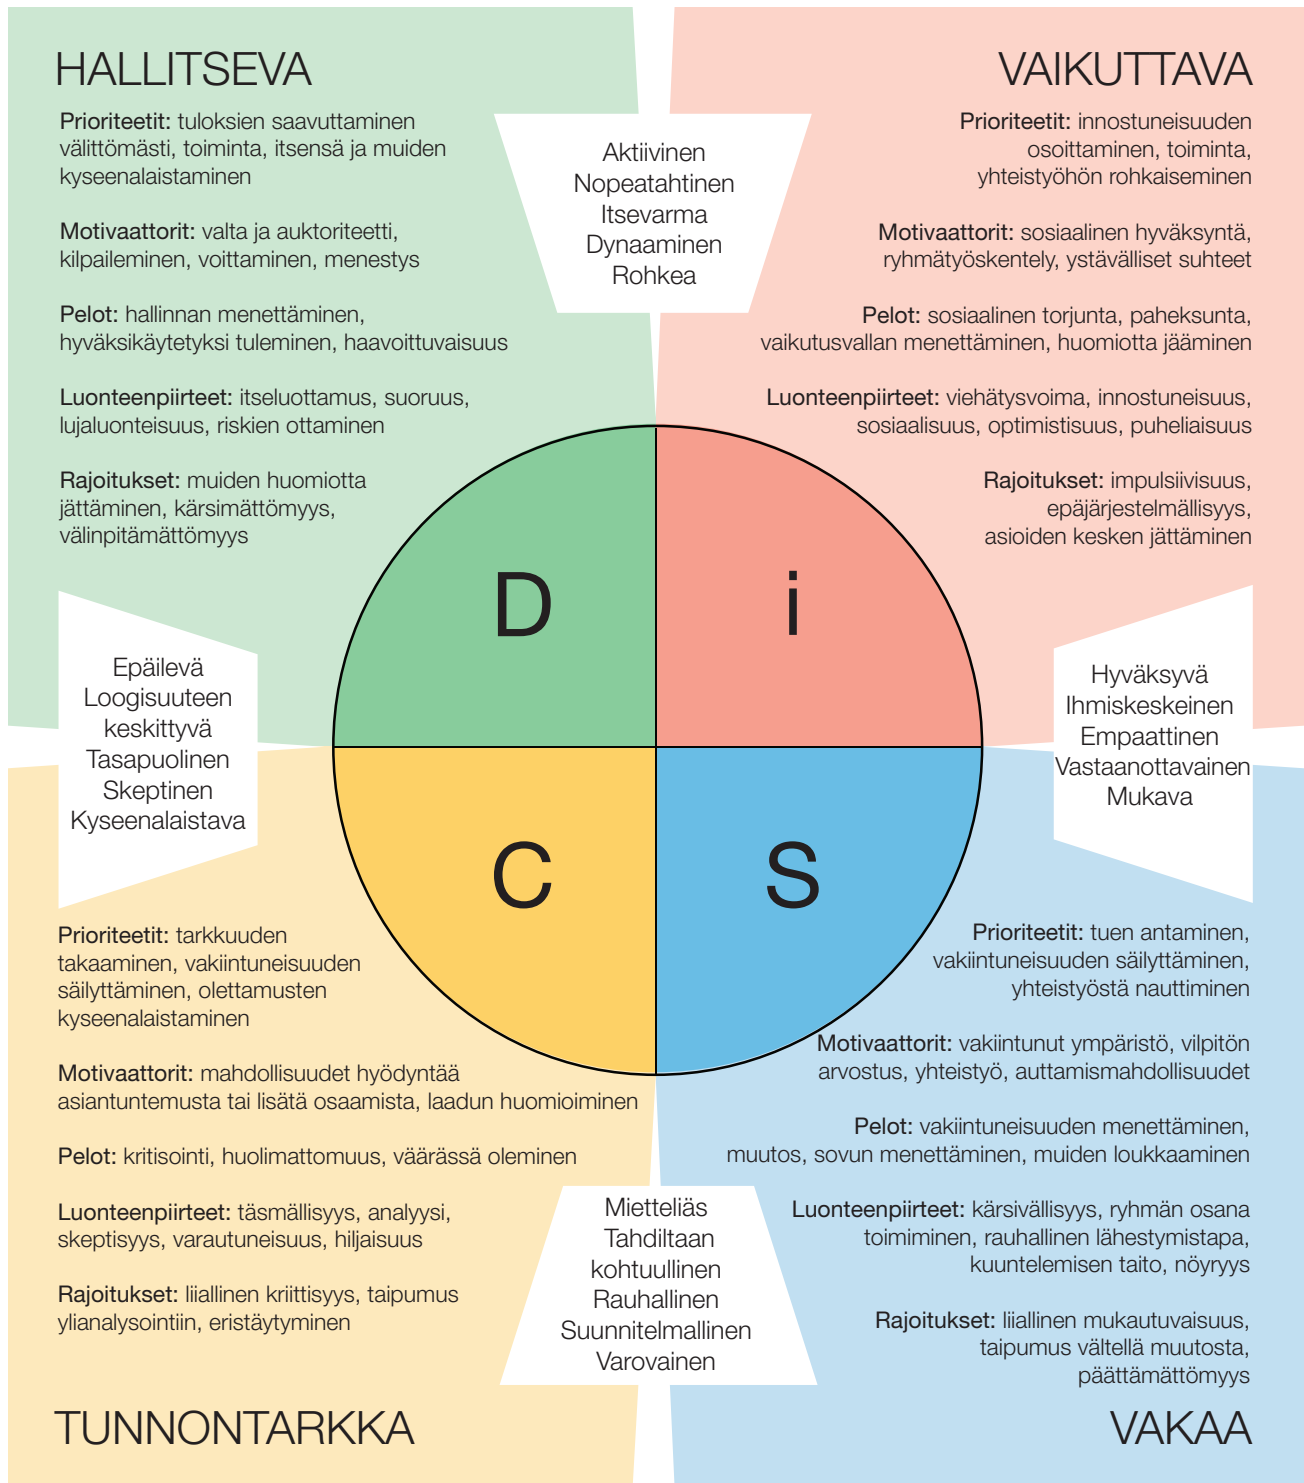 HALLITSEVA
Prioriteetit: tuloksien saavuttaminen
välittömästi, toiminta, itsensä ja muiden
kyseenalaistaminen
Motivaattorit: valta ja auktoriteetti,
kilpaileminen, voittaminen, menestys
Pelot: hallinnan menettäminen,
hyväksikäytetyksi tuleminen, haavoittuvaisuus
Luonteenpiirteet: itseluottamus, suoruus,
lujaluonteisuus, riskien ottaminen
Rajoitukset: muiden huomiotta
jättäminen, kärsimättömyys,
välinpitämättömyys
Aktiivinen
Nopeatahtinen
Itsevarma
Dynaaminen
Rohkea
VAIKUTTAVA
Prioriteetit: innostuneisuuden
osoittaminen, toiminta,
yhteistyöhön rohkaiseminen
Motivaattorit: sosiaalinen hyväksyntä,
ryhmätyöskentely, ystävälliset suhteet
Pelot: sosiaalinen torjunta, paheksunta,
vaikutusvallan menettäminen, huomiotta jääminen
Luonteenpiirteet: viehätysvoima, innostuneisuus,
sosiaalisuus, optimistisuus, puheliaisuus
Rajoitukset: impulsiivisuus,
epäjärjestelmällisyys,
asioiden kesken jättäminen
D
i
Epäilevä
Loogisuuteen
keskittyvä
Tasapuolinen
Skeptinen
Kyseenalaistava
Hyväksyvä
Ihmiskeskeinen
Empaattinen
Vastaanottavainen
Mukava
C
S
Prioriteetit: tarkkuuden
takaaminen, vakiintuneisuuden
säilyttäminen, olettamusten
kyseenalaistaminen
Motivaattorit: mahdollisuudet hyödyntää
asiantuntemusta tai lisätä osaamista, laadun huomioiminen
Pelot: kritisointi, huolimattomuus, väärässä oleminen
Luonteenpiirteet: täsmällisyys, analyysi,
skeptisyys, varautuneisuus, hiljaisuus
Rajoitukset: liiallinen kriittisyys, taipumus
ylianalysointiin, eristäytyminen
TUNNONTARKKA
Mietteliäs
Tahdiltaan
kohtuullinen
Rauhallinen
Suunnitelmallinen
Varovainen
Prioriteetit: tuen antaminen,
vakiintuneisuuden säilyttäminen,
yhteistyöstä nauttiminen
Motivaattorit: vakiintunut ympäristö, vilpitön
arvostus, yhteistyö, auttamismahdollisuudet
Pelot: vakiintuneisuuden menettäminen,
muutos, sovun menettäminen, muiden loukkaaminen
Luonteenpiirteet: kärsivällisyys, ryhmän osana
toimiminen, rauhallinen lähestymistapa,
kuuntelemisen taito, nöyryys
Rajoitukset: liiallinen mukautuvaisuus,
taipumus vältellä muutosta,
päättämättömyys
VAKAA